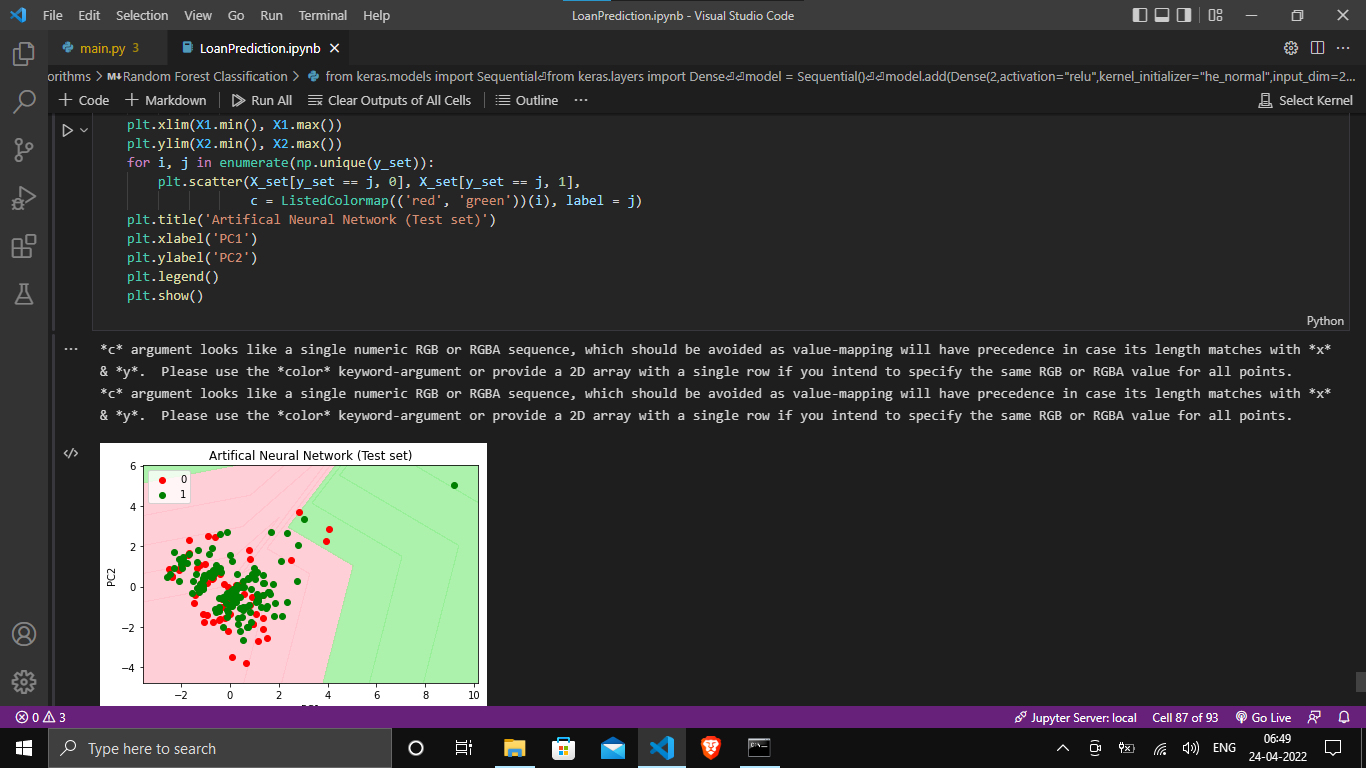 File Edit Selection View Go Run Terminal Help LoanPrediction.ipynb - Visual Studio Code
main.py 3 LoanPrediction.ipynb
orithms > M↓Random Forest Classification > from keras.models import Sequential⏎from keras.layers import Dense⏎⏎model = Sequential()⏎⏎model.add(Dense(2,activation="relu",kernel_initializer="he_normal",input_dim=2...
+ Code + Markdown Run All Clear Outputs of All Cells Outline ··· Select Kernel
plt.xlim(X1.min(), X1.max())
plt.ylim(X2.min(), X2.max())
for i, j in enumerate(np.unique(y_set)):
    plt.scatter(X_set[y_set == j, 0], X_set[y_set == j, 1],
                c = ListedColormap(('red', 'green'))(i), label = j)
plt.title('Artifical Neural Network (Test set)')
plt.xlabel('PC1')
plt.ylabel('PC2')
plt.legend()
plt.show()
Python
*c* argument looks like a single numeric RGB or RGBA sequence, which should be avoided as value-mapping will have precedence in case its length matches with *x*
& *y*.  Please use the *color* keyword-argument or provide a 2D array with a single row if you intend to specify the same RGB or RGBA value for all points.
*c* argument looks like a single numeric RGB or RGBA sequence, which should be avoided as value-mapping will have precedence in case its length matches with *x*
& *y*.  Please use the *color* keyword-argument or provide a 2D array with a single row if you intend to specify the same RGB or RGBA value for all points.
Artifical Neural Network (Test set)
0
1
6
4
2
0
−2
−4
PC2
−2 0 2 4 6 8 10
0 3 Jupyter Server: local Cell 87 of 93 Go Live
Type here to search
ENG
06:49
24-04-2022